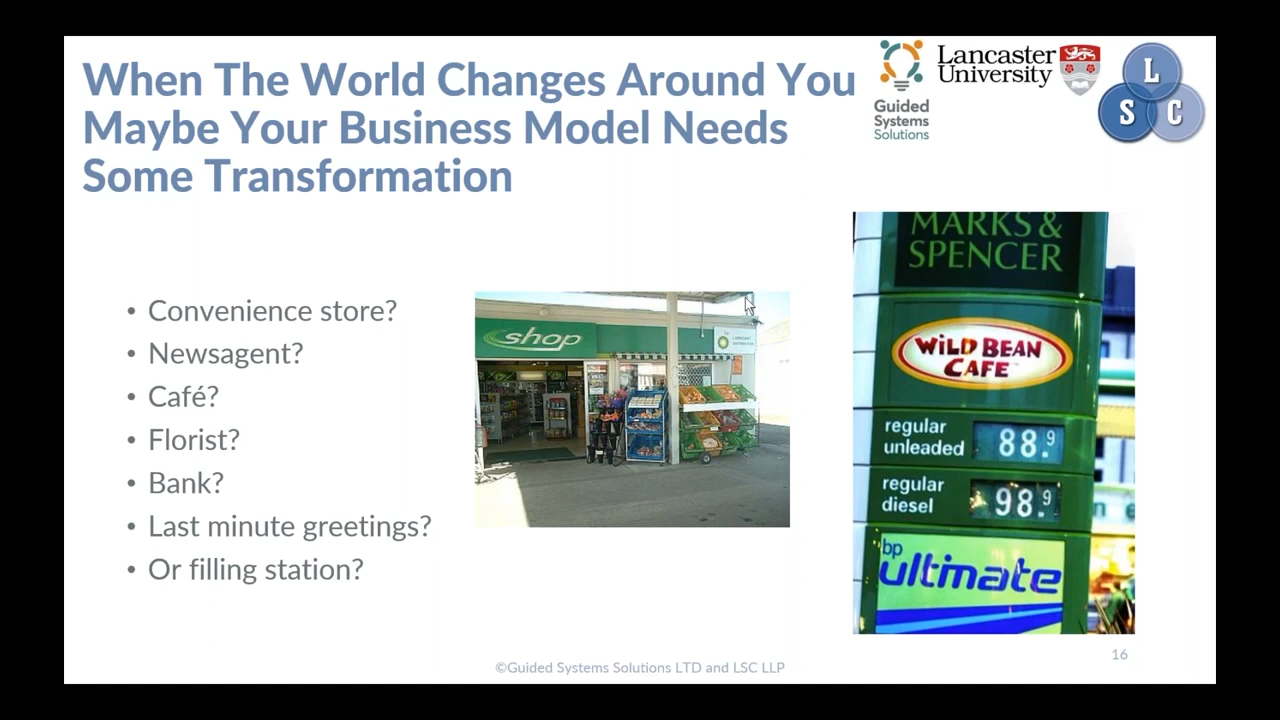 When The World Changes Around You
Maybe Your Business Model Needs
Some Transformation
Guided
Systems
Solutions
Lancaster
University
L
S
C
• Convenience store?
• Newsagent?
• Café?
• Florist?
• Bank?
• Last minute greetings?
• Or filling station?
shop
bp
MARKS &
SPENCER
WiLD BEAN
CAFE
regular
unleaded
88.9
regular
diesel
98.9
bp
ultimate
©Guided Systems Solutions LTD and LSC LLP
16